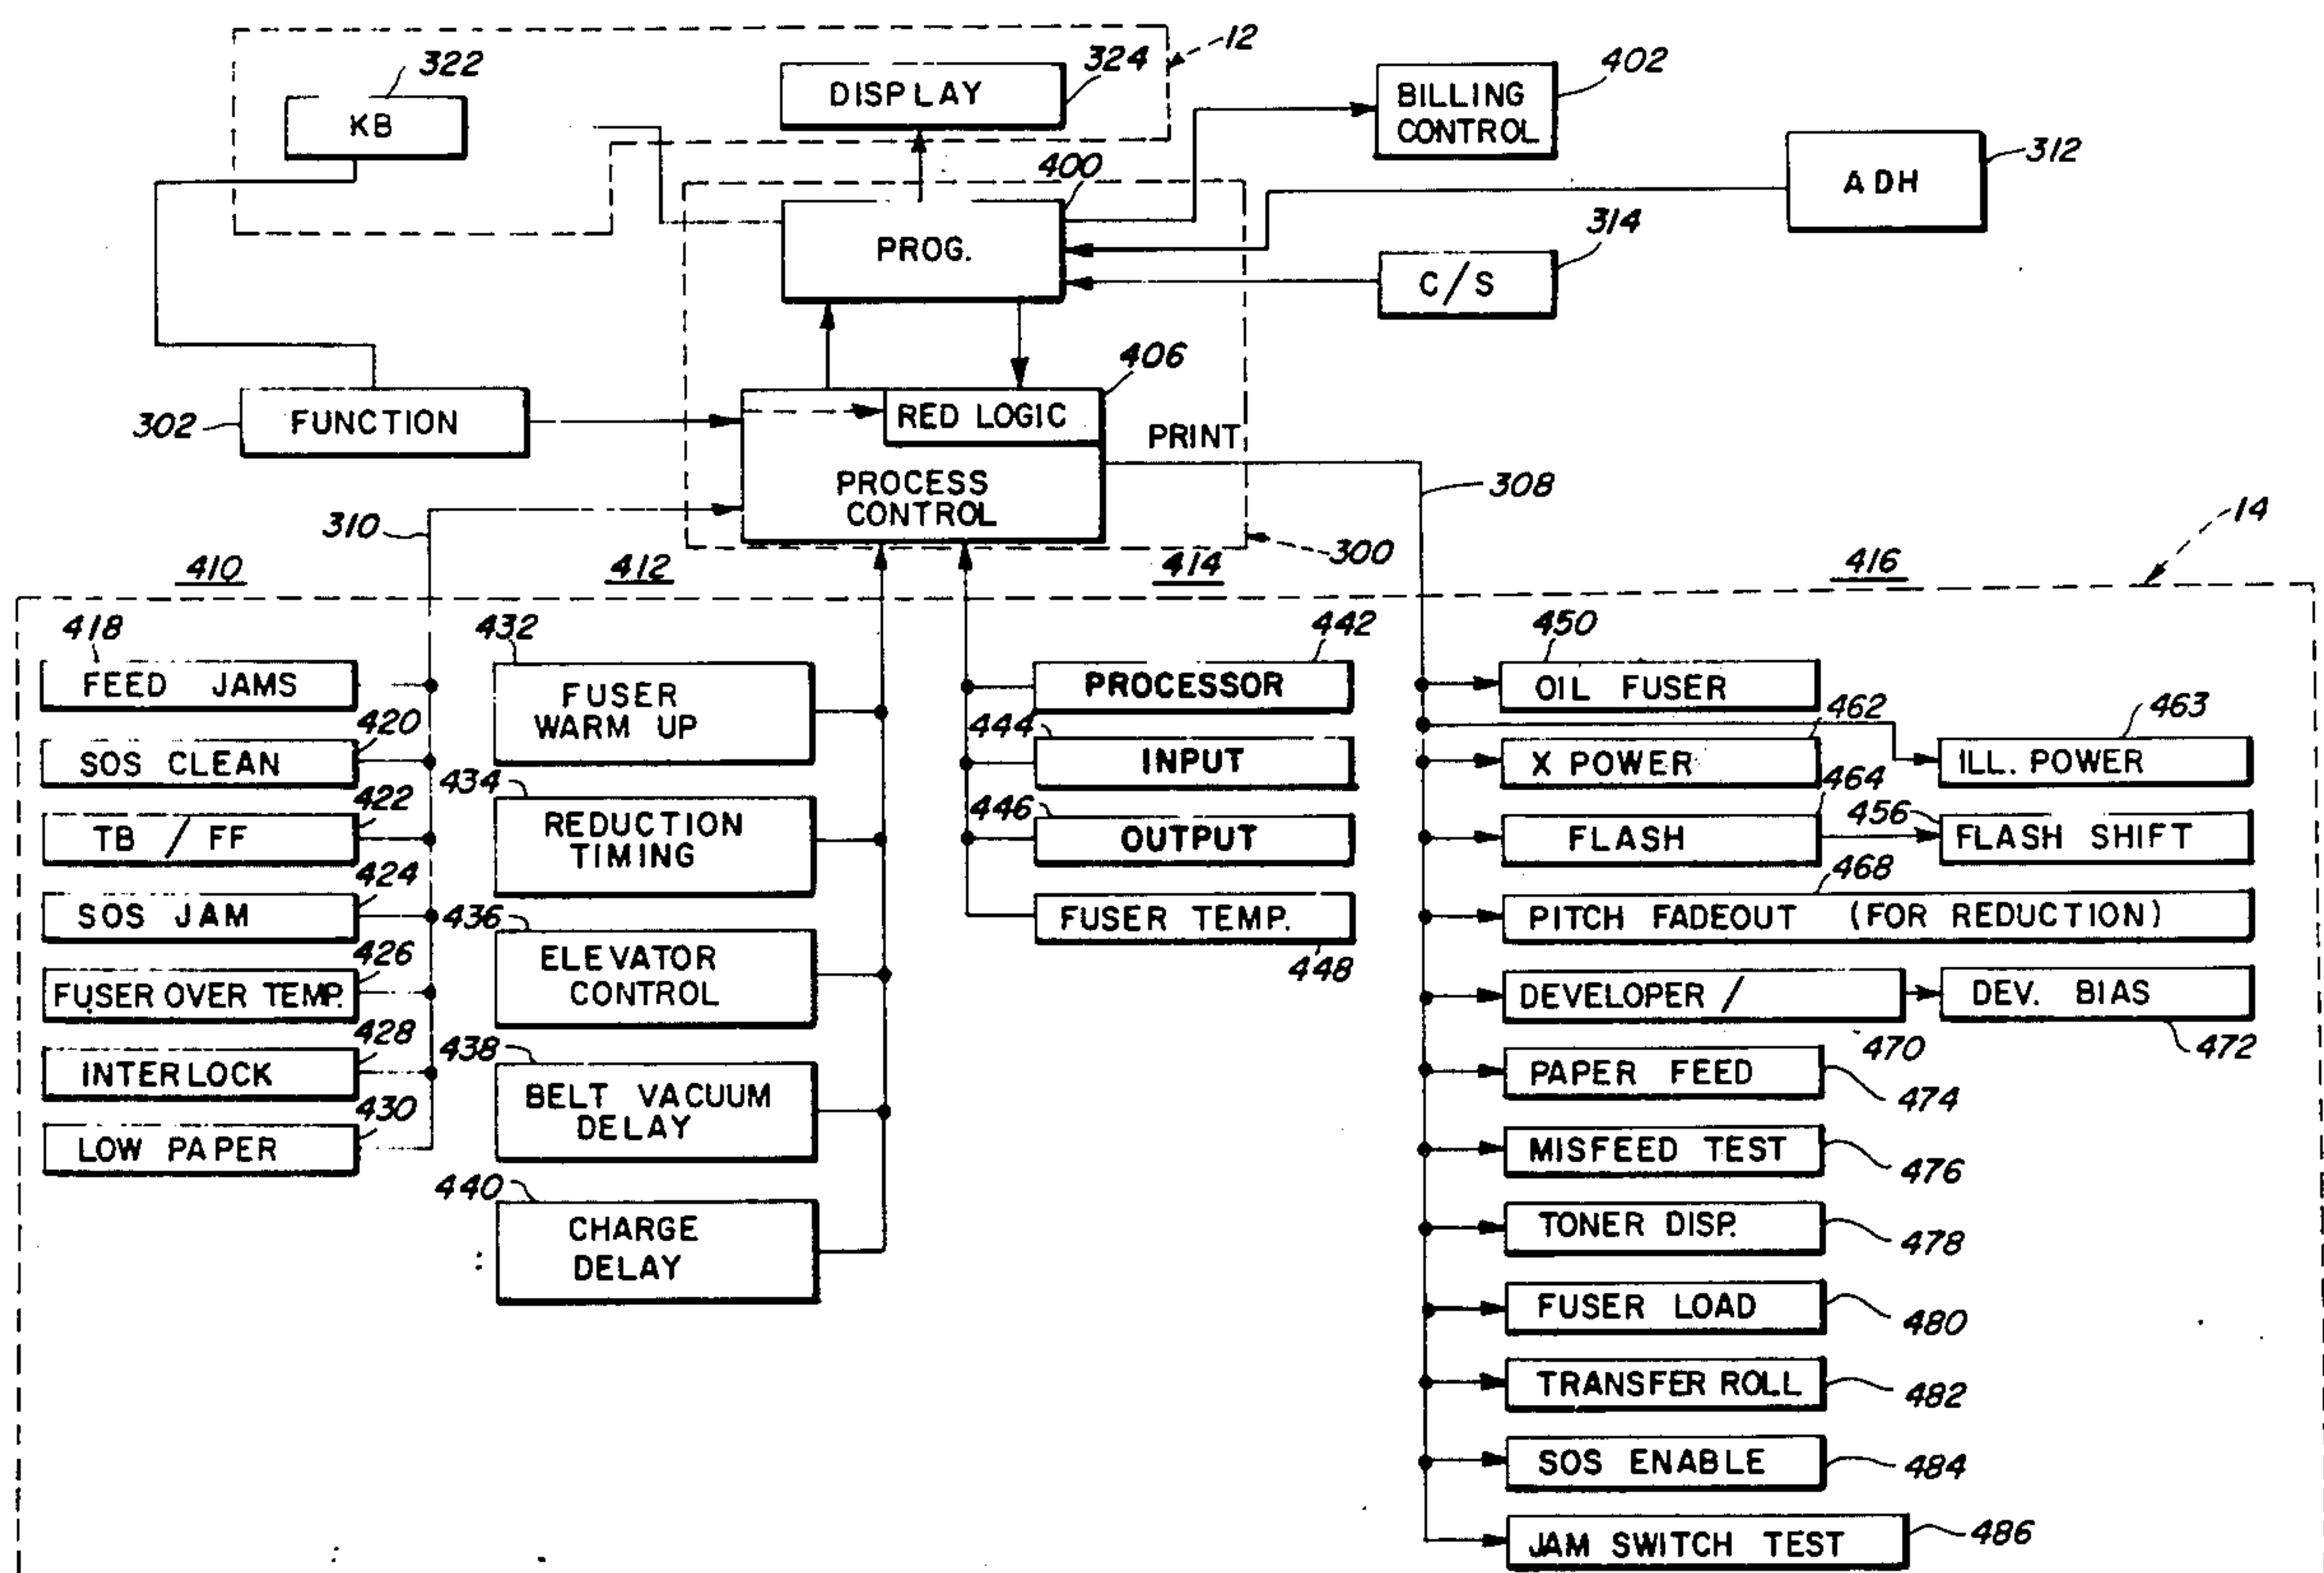 12
322
KB
DISPLAY
324
BILLING
CONTROL
402
ADH
312
400
PROG.
C/S
314
406
302
FUNCTION
RED LOGIC
PRINT
PROCESS
CONTROL
308
310
300
14
410
412
414
416
418
FEED JAMS
420
SOS CLEAN
422
TB / FF
424
SOS JAM
426
FUSER OVER TEMP.
428
INTERLOCK
430
LOW PAPER
432
FUSER
WARM UP
434
REDUCTION
TIMING
436
ELEVATOR
CONTROL
438
BELT VACUUM
DELAY
440
CHARGE
DELAY
442
PROCESSOR
444
INPUT
446
OUTPUT
FUSER TEMP.
448
450
OIL FUSER
462
X POWER
463
ILL. POWER
464
FLASH
456
FLASH SHIFT
468
PITCH FADEOUT (FOR REDUCTION)
DEVELOPER /
470
DEV. BIAS
472
PAPER FEED
474
MISFEED TEST
476
TONER DISP.
478
FUSER LOAD
480
TRANSFER ROLL
482
SOS ENABLE
484
JAM SWITCH TEST
486